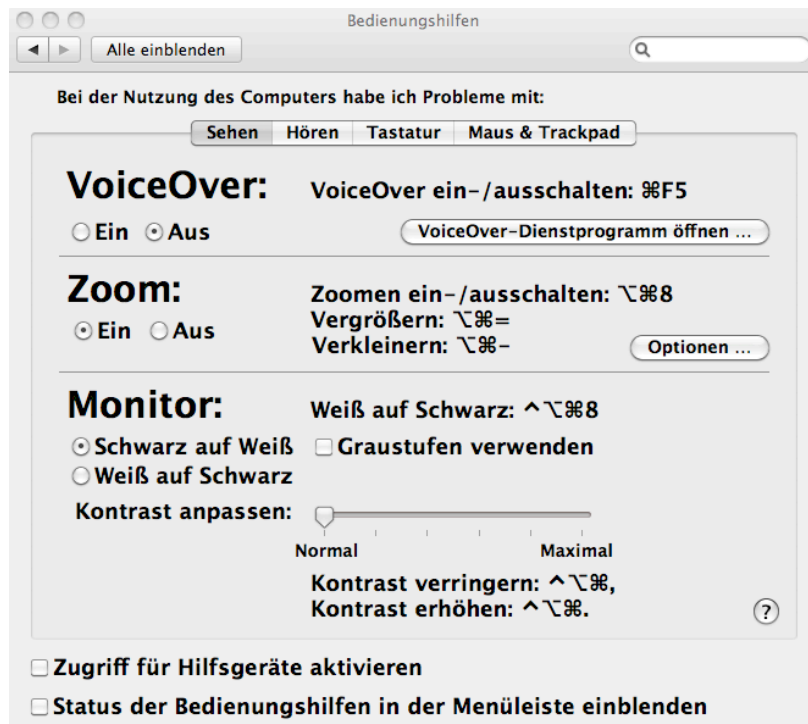 Bedienungshilfen
Alle einblenden
Bei der Nutzung des Computers habe ich Probleme mit:
Sehen Hören Tastatur Maus & Trackpad
VoiceOver: VoiceOver ein-/ausschalten: ⌘F5
Ein Aus VoiceOver-Dienstprogramm öffnen ...
Zoom: Zoomen ein-/ausschalten: ⌥⌘8
Ein Aus Vergrößern: ⌥⌘=
Verkleinern: ⌥⌘- Optionen ...
Monitor: Weiß auf Schwarz: ^⌥⌘8
Schwarz auf Weiß Graustufen verwenden
Weiß auf Schwarz
Kontrast anpassen:
Normal Maximal
Kontrast verringern: ^⌥⌘,
Kontrast erhöhen: ^⌥⌘. ?
Zugriff für Hilfsgeräte aktivieren
Status der Bedienungshilfen in der Menüleiste einblenden